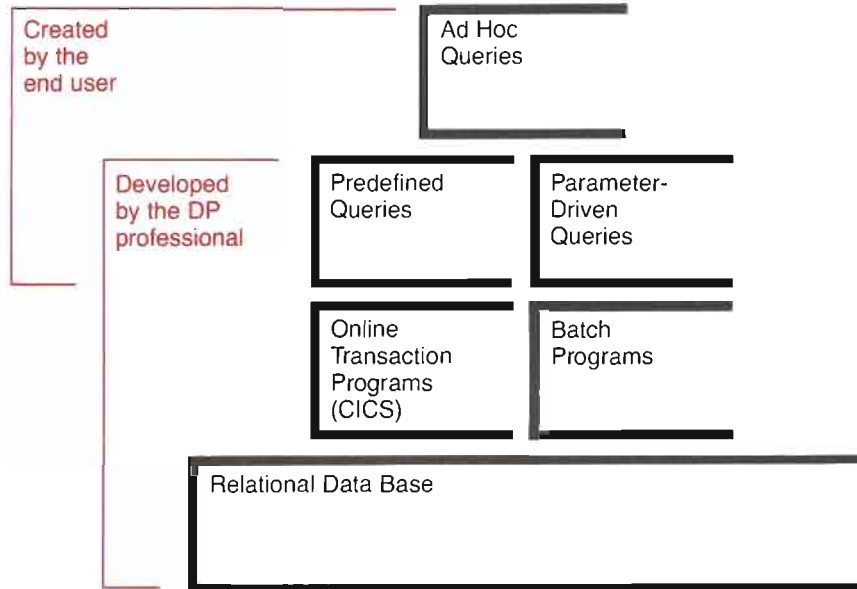 Created
by the
end user
Ad Hoc
Queries
Developed
by the DP
professional
Predefined
Queries
Parameter-
Driven
Queries
Online
Transaction
Programs
(CICS)
Batch
Programs
Relational Data Base